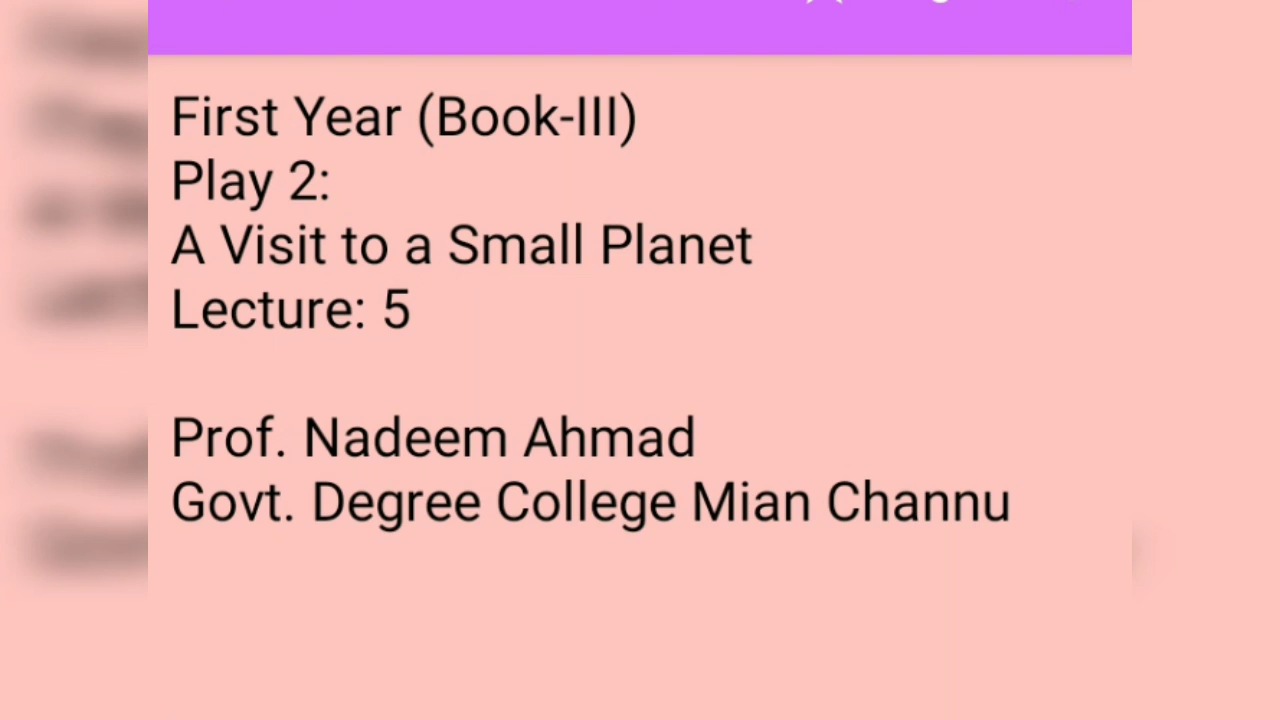 First Year (Book-III)
Play 2:
A Visit to a Small Planet
Lecture: 5
Prof. Nadeem Ahmad
Govt. Degree College Mian Channu